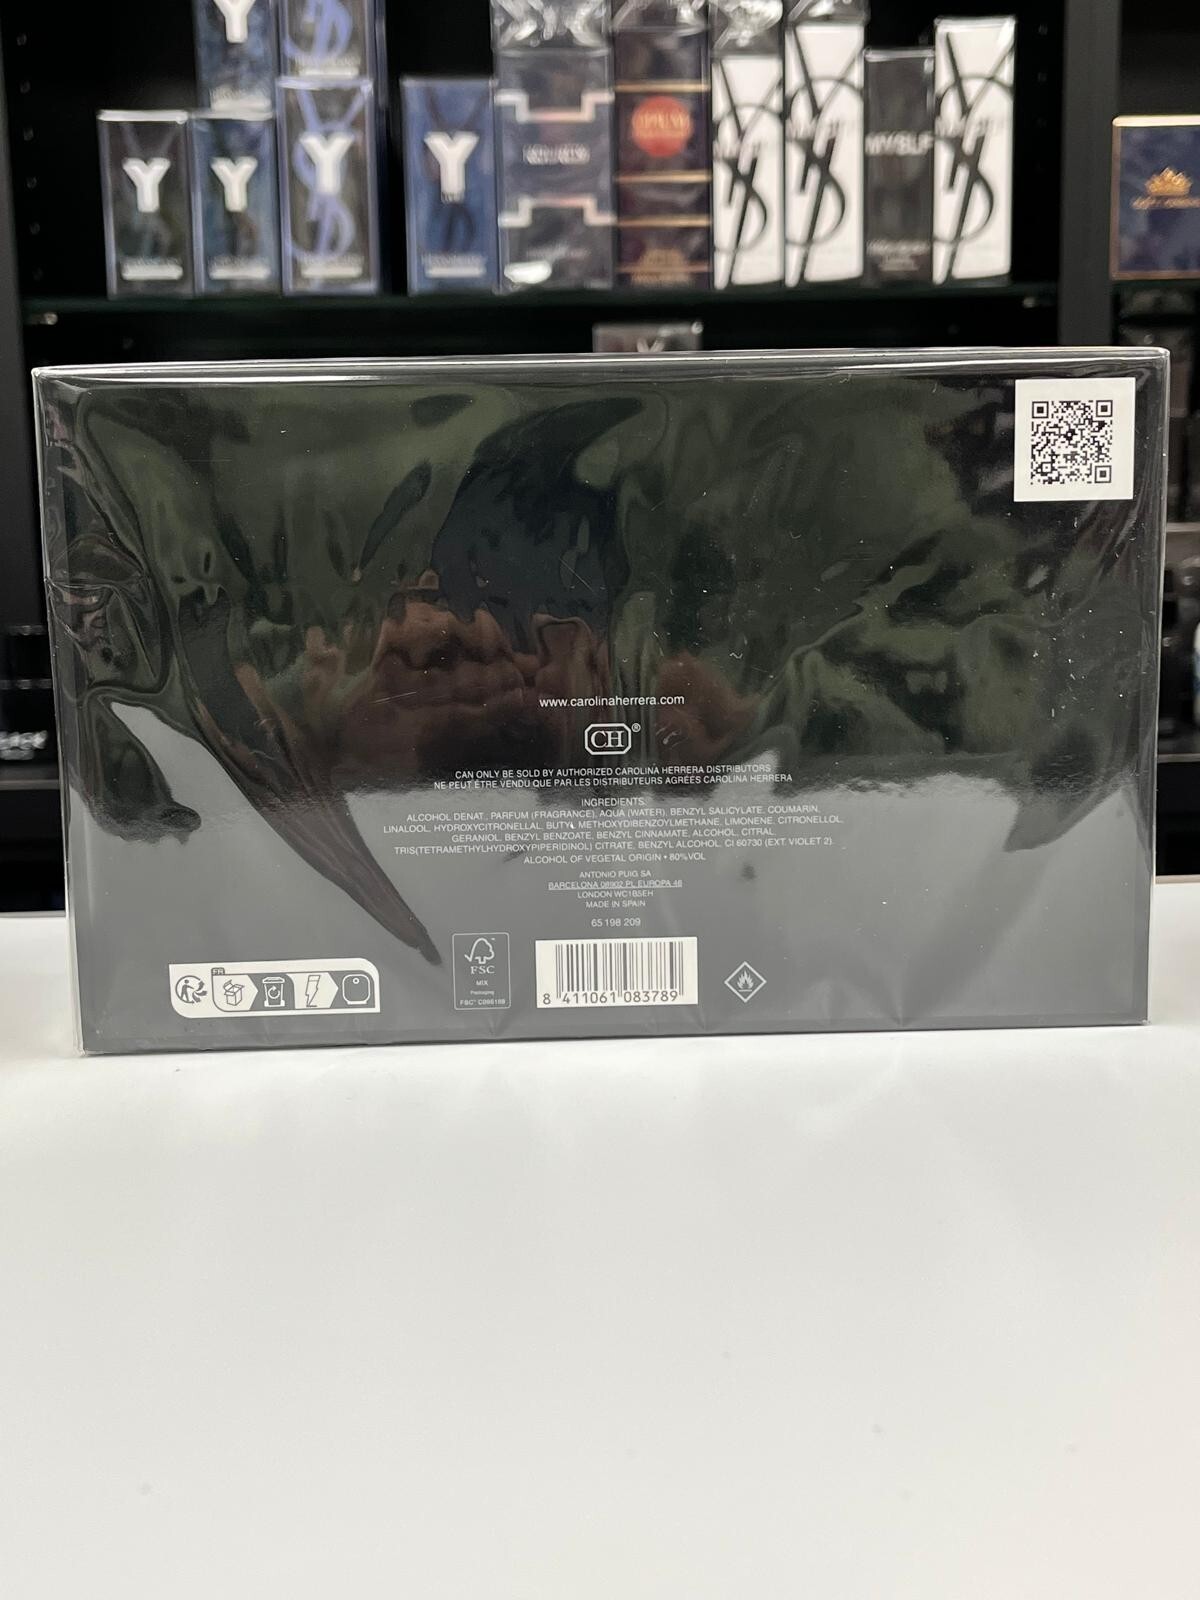 Y
Y
Y
Y
Y
MYSLF
www.carolinaherrera.com
CH®
CAN ONLY BE SOLD BY AUTHORIZED CAROLINA HERRERA DISTRIBUTORS
NE PEUT ÊTRE VENDU QUE PAR LES DISTRIBUTEURS AGRÉÉS CAROLINA HERRERA
INGREDIENTS:
ALCOHOL DENAT., PARFUM (FRAGRANCE), AQUA (WATER), BENZYL SALICYLATE, COUMARIN,
LINALOOL, HYDROXYCITRONELLAL, BUTYL METHOXYDIBENZOYLMETHANE, LIMONENE, CITRONELLOL,
GERANIOL, BENZYL BENZOATE, BENZYL CINNAMATE, ALCOHOL, CITRAL,
TRIS(TETRAMETHYLHYDROXYPIPERIDINOL) CITRATE, BENZYL ALCOHOL, CI 60730 (EXT. VIOLET 2).
ALCOHOL OF VEGETAL ORIGIN • 80%VOL
ANTONIO PUIG SA
BARCELONA 08902 PL EUROPA 46
LONDON WC1B5EH
MADE IN SPAIN
65 198 209
FR
FSC
MIX
Packaging
8 411061 083789